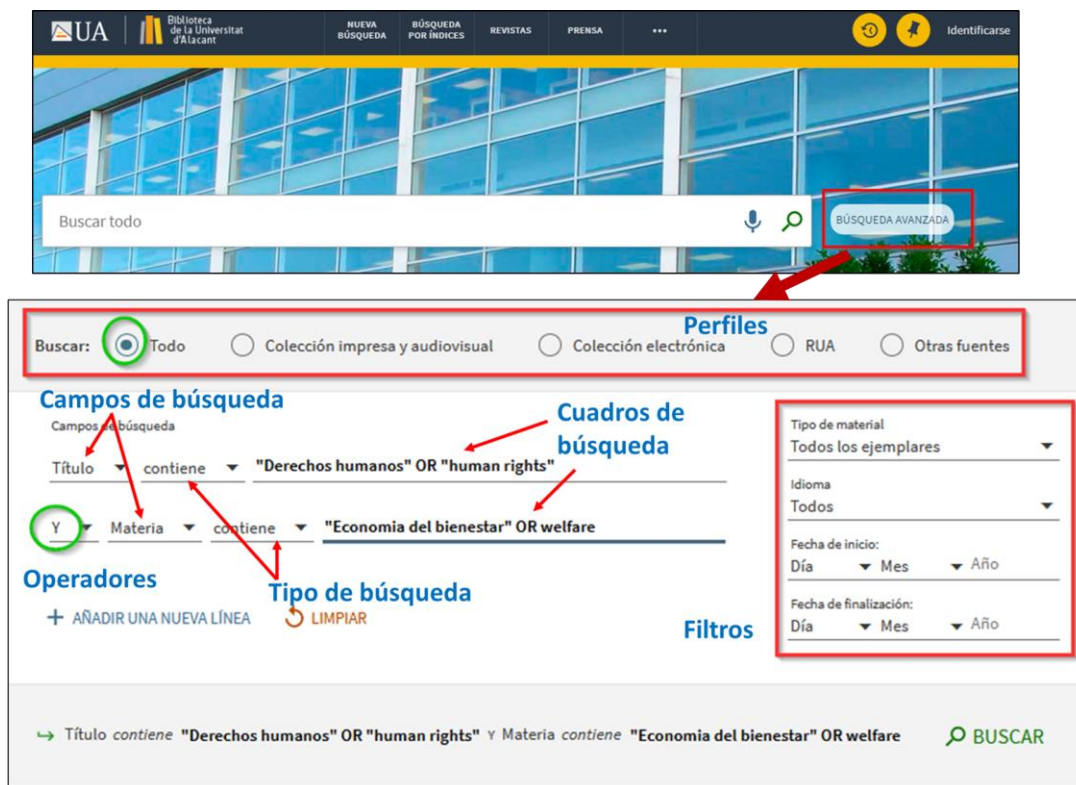 UA
Biblioteca
de la Universitat
d'Alacant
NUEVA
BÚSQUEDA
BÚSQUEDA
POR ÍNDICES
REVISTAS
PRENSA
•••
Identificarse
Buscar todo
BÚSQUEDA AVANZADA
Perfiles
Buscar: Todo Colección impresa y audiovisual Colección electrónica RUA Otras fuentes
Campos de búsqueda
Cuadros de
búsqueda
Campos de búsqueda
Título contiene "Derechos humanos" OR "human rights"
Y Materia contiene "Economia del bienestar" OR welfare
Operadores
Tipo de búsqueda
+ AÑADIR UNA NUEVA LÍNEA LIMPIAR
Tipo de material
Todos los ejemplares
Idioma
Todos
Fecha de inicio:
Día Mes Año
Fecha de finalización:
Día Mes Año
Filtros
Título contiene "Derechos humanos" OR "human rights" Y Materia contiene "Economia del bienestar" OR welfare BUSCAR